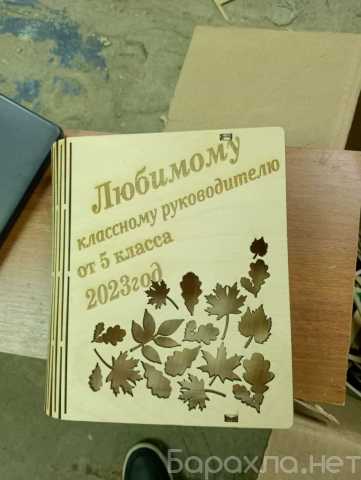 Любимому
классному руководителю
от 5 класса
2023год
Барахла.нет